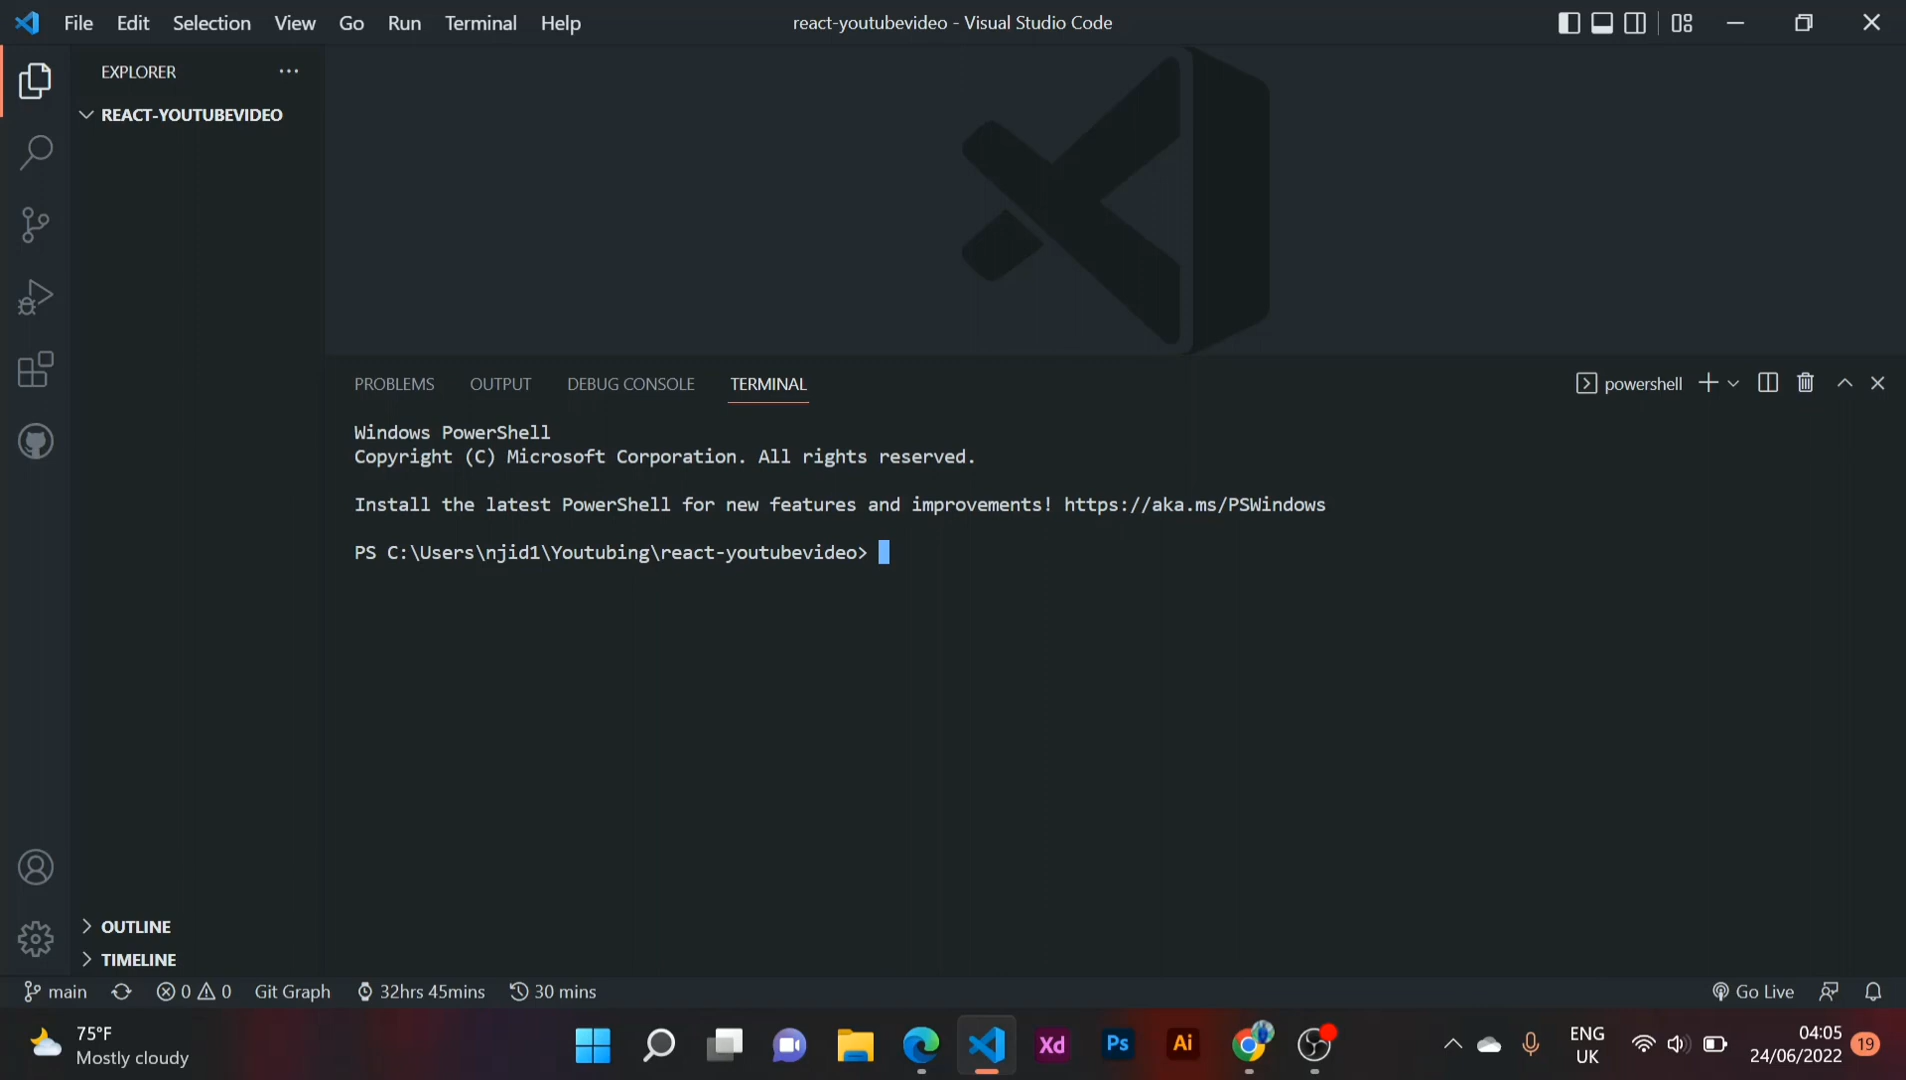 File Edit Selection View Go Run Terminal Help
react-youtubevideo - Visual Studio Code
EXPLORER
REACT-YOUTUBEVIDEO
PROBLEMS OUTPUT DEBUG CONSOLE TERMINAL
powershell
Windows PowerShell
Copyright (C) Microsoft Corporation. All rights reserved.
Install the latest PowerShell for new features and improvements! https://aka.ms/PSWindows
PS C:\Users\njid1\Youtubing\react-youtubevideo>
OUTLINE
TIMELINE
main 0 0 Git Graph 32hrs 45mins 30 mins
Go Live
75°F
Mostly cloudy
Xd Ps Ai
ENG
UK
04:05
24/06/2022
19